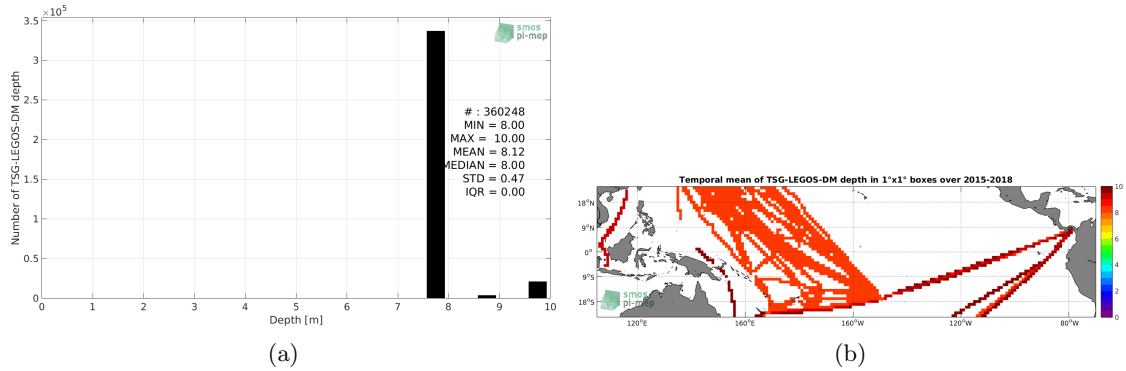 ×10⁵
3.5
3
2.5
2
1.5
1
0.5
0
Number of TSG-LEGOS-DM depth
0 1 2 3 4 5 6 7 8 9 10
Depth [m]
smos
pi-mep
# : 360248
MIN = 8.00
MAX = 10.00
MEAN = 8.12
MEDIAN = 8.00
STD = 0.47
IQR = 0.00
(a)
Temporal mean of TSG-LEGOS-DM depth in 1°x1° boxes over 2015-2018
18°N
9°N
0°
9°S
18°S
120°E 160°E 160°W 120°W 80°W
smos
pi-mep
10
8
6
4
2
0
(b)